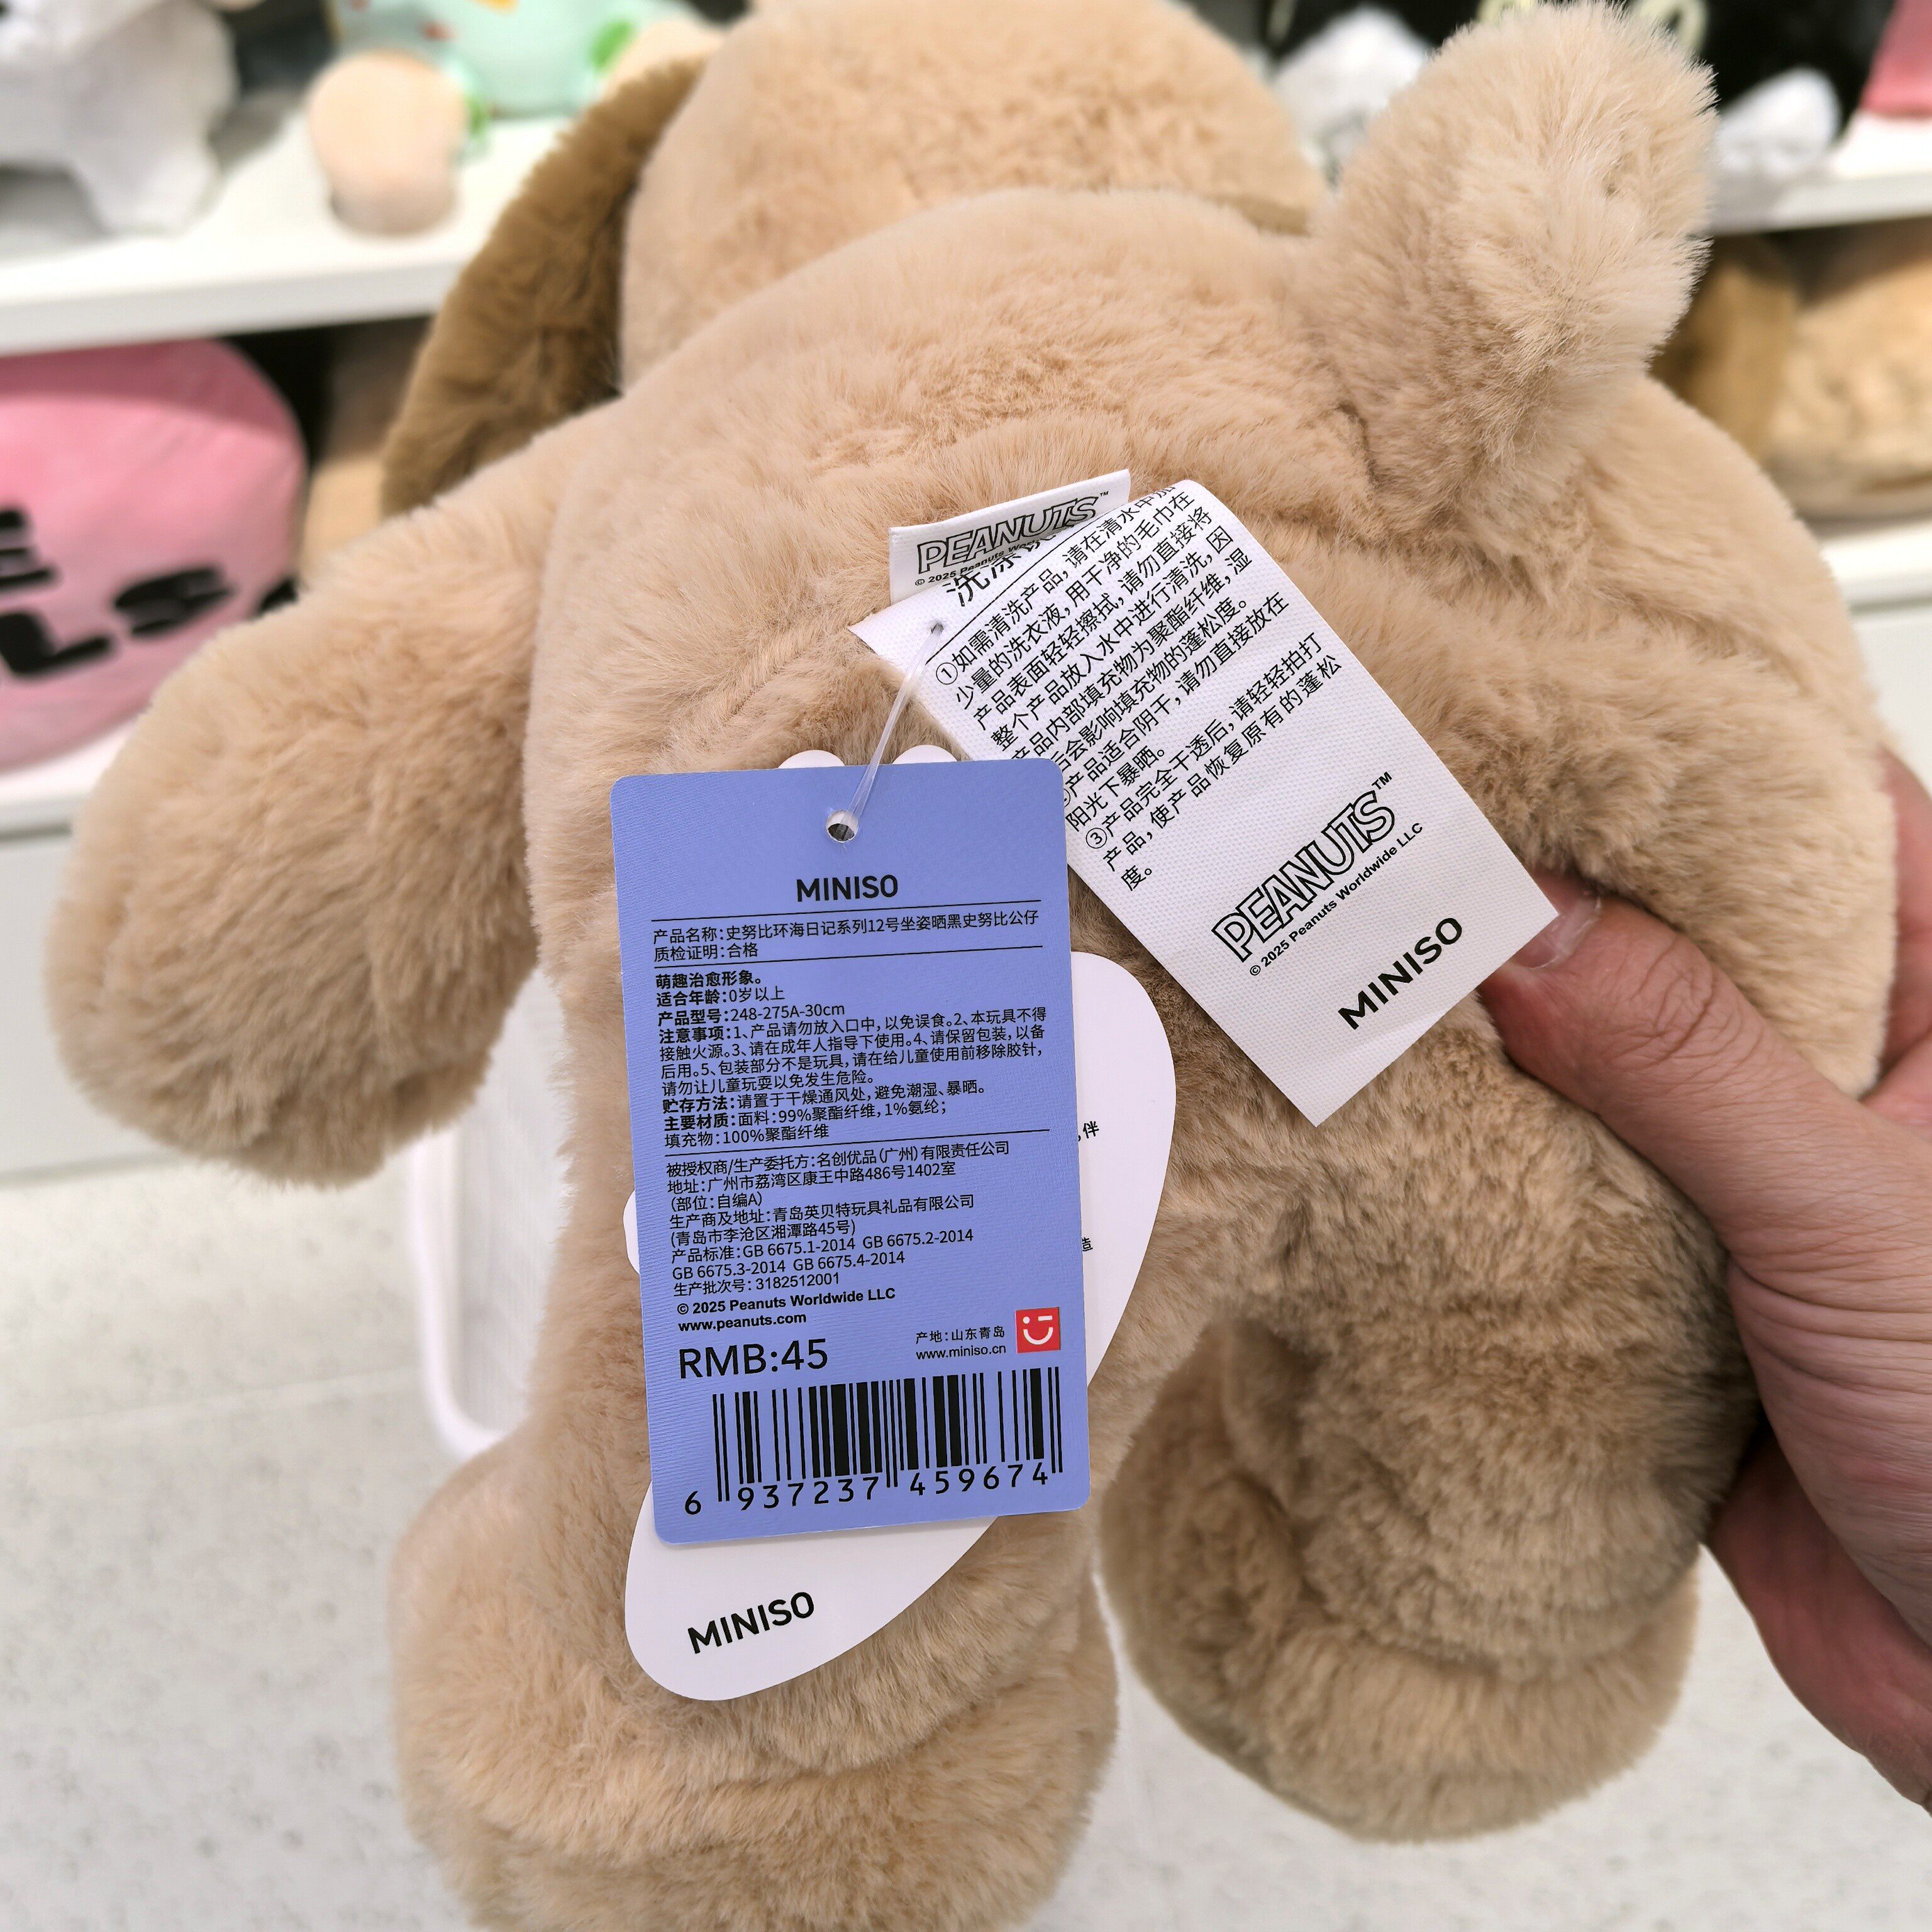 PEANUTS™
© 2025 Peanuts
①如需清洗产品,请在清水中加
少量的洗衣液,用干净的毛巾在
产品表面轻轻擦拭,请勿直接将
整个产品放入水中进行清洗,因
产品内部填充物为聚酯纤维,湿
后会影响填充物的蓬松度。
产品适合阴干,请勿直接放在
阳光下暴晒。
③产品完全干透后,请轻轻拍打
产品,使产品恢复原有的蓬松
度。
PEANUTS™
© 2025 Peanuts Worldwide LLC
MINISO
MINISO
产品名称:史努比环海日记系列12号坐姿晒黑史努比公仔
质检证明:合格
萌趣治愈形象。
适合年龄:0岁以上
产品型号:248-275A-30cm
注意事项:1、产品请勿放入口中,以免误食。2、本玩具不得
接触火源。3、请在成年人指导下使用。4、请保留包装,以备
后用。5、包装部分不是玩具,请在给儿童使用前移除胶针,
请勿让儿童玩耍以免发生危险。
贮存方法:请置于干燥通风处,避免潮湿、暴晒。
主要材质:面料:99%聚酯纤维,1%氨纶;
填充物:100%聚酯纤维
被授权商/生产委托方:名创优品(广州)有限责任公司
地址:广州市荔湾区康王中路486号1402室
(部位:自编A)
生产商及地址:青岛英贝特玩具礼品有限公司
(青岛市李沧区湘潭路45号)
产品标准:GB 6675.1-2014 GB 6675.2-2014
GB 6675.3-2014 GB 6675.4-2014
生产批次号:3182512001
© 2025 Peanuts Worldwide LLC
www.peanuts.com
RMB:45
产地:山东青岛
www.miniso.cn
6 937237 459674
伴
造
MINISO